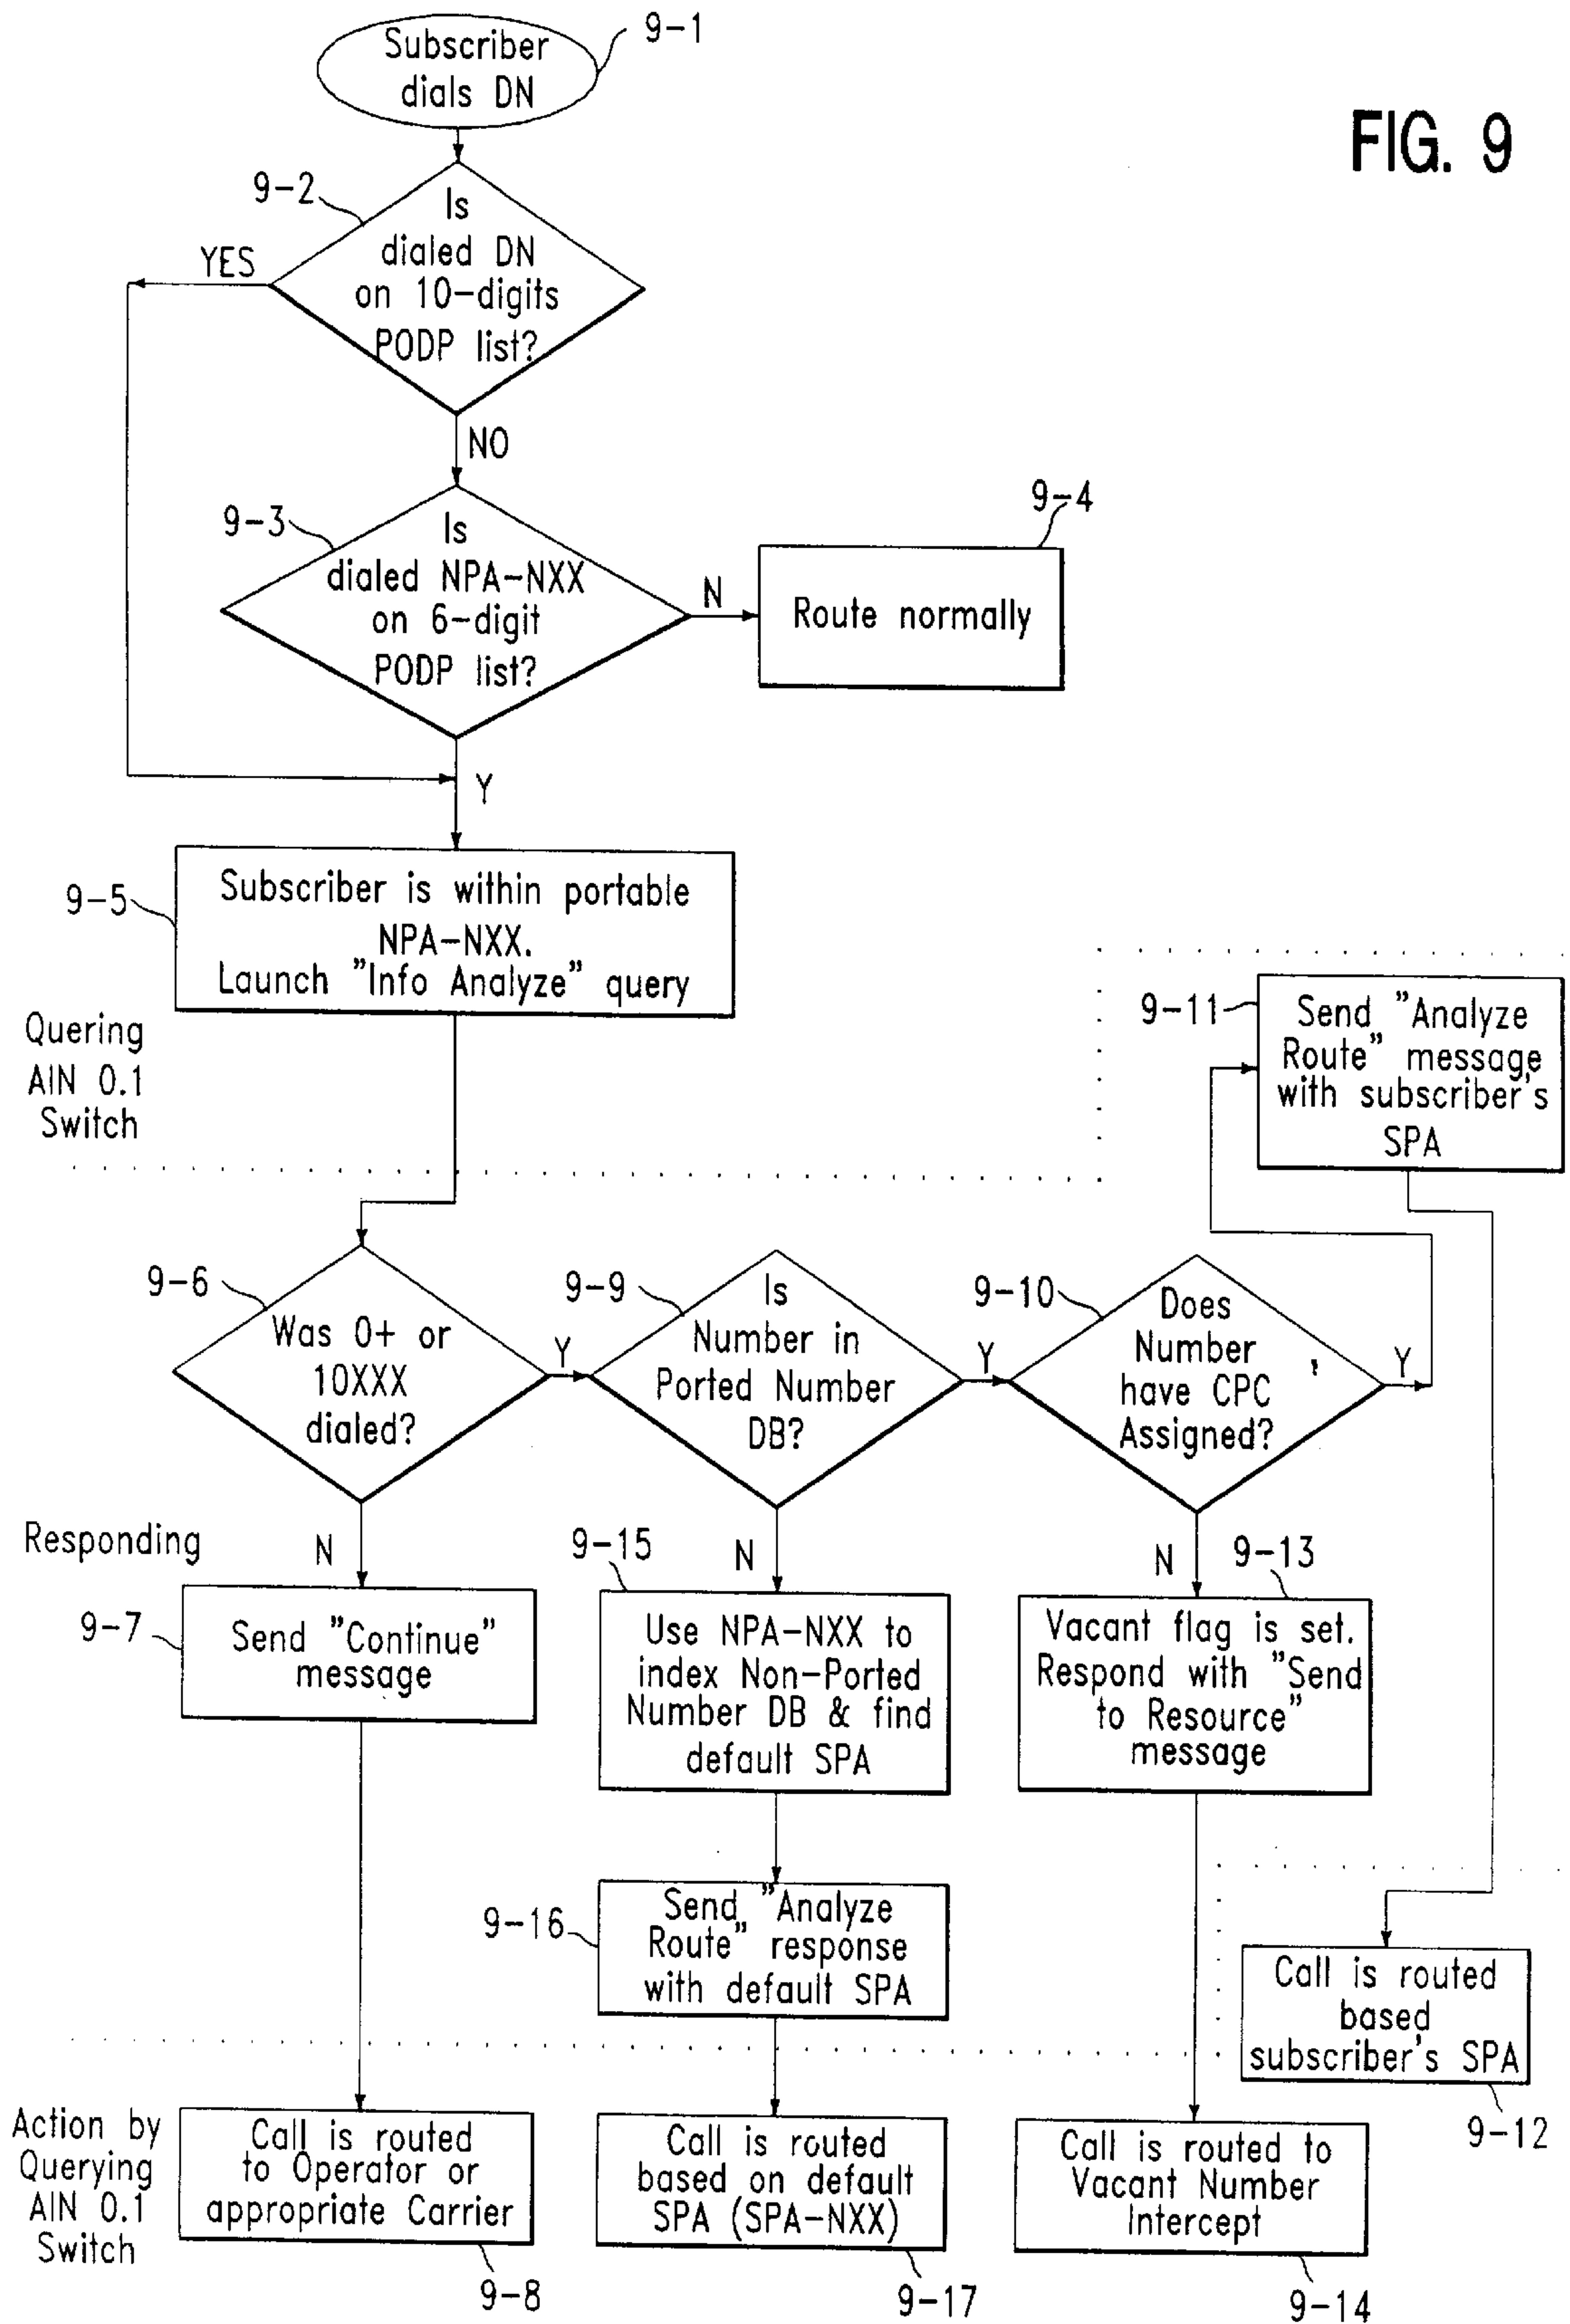 Subscriber
dials DN
9-1
FIG. 9
9-2
Is
dialed DN
on 10-digits
PODP list?
YES
NO
9-3
Is
dialed NPA-NXX
on 6-digit
PODP list?
N
9-4
Route normally
Y
9-5
Subscriber is within portable
NPA-NXX.
Launch "Info Analyze" query
Quering
AIN 0.1
Switch
9-11
Send "Analyze
Route" message
with subscriber's
SPA
9-6
Was 0+ or
10XXX
dialed?
Y
9-9
Is
Number in
Ported Number
DB?
Y
9-10
Does
Number
have CPC
Assigned?
Y
Responding
N
9-7
Send "Continue"
message
9-15
N
Use NPA-NXX to
index Non-Ported
Number DB & find
default SPA
N
9-13
Vacant flag is set.
Respond with "Send
to Resource"
message
9-16
Send "Analyze
Route" response
with default SPA
Call is routed
based
subscriber's SPA
9-12
Action by
Querying
AIN 0.1
Switch
Call is routed
to Operator or
appropriate Carrier
9-8
Call is routed
based on default
SPA (SPA-NXX)
9-17
Call is routed to
Vacant Number
Intercept
9-14